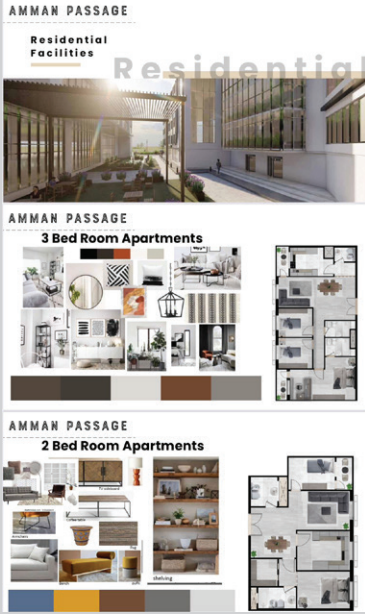 AMMAN PASSAGE
Residential
Facilities
Residential
AMMAN PASSAGE
3 Bed Room Apartments
AMMAN PASSAGE
2 Bed Room Apartments
shelving